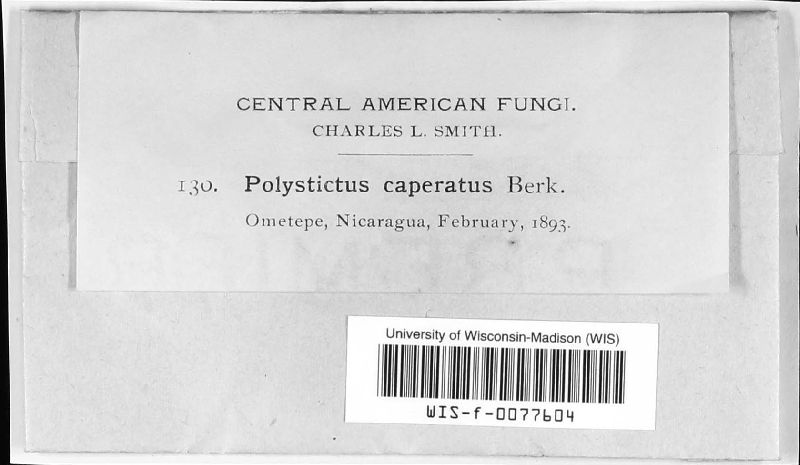 CENTRAL AMERICAN FUNGI.
CHARLES L. SMITH.
130. Polystictus caperatus Berk.
Ometepe, Nicaragua, February, 1893.
University of Wisconsin-Madison (WIS)
WIS-f-0077604